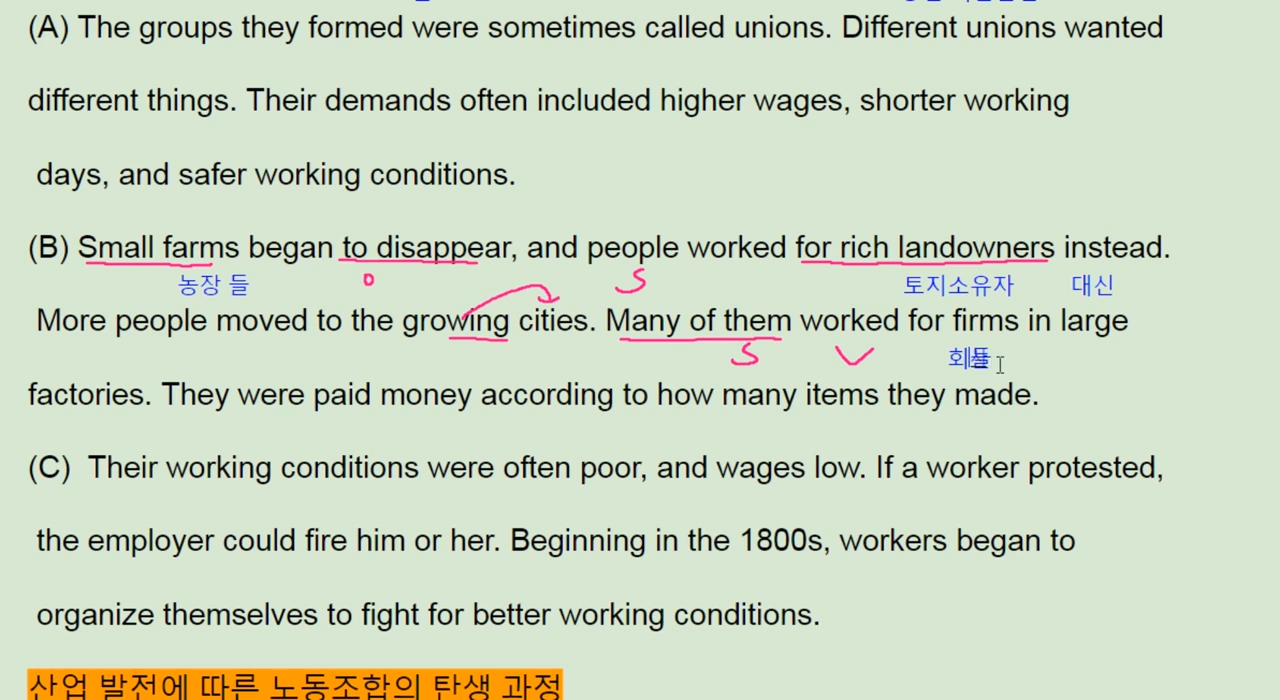 (A) The groups they formed were sometimes called unions. Different unions wanted
different things. Their demands often included higher wages, shorter working
days, and safer working conditions.
(B) Small farms began to disappear, and people worked for rich landowners instead.
농장 들 o S 토지소유자 대신
More people moved to the growing cities. Many of them worked for firms in large
S V
factories. They were paid money according to how many items they made.
(C) Their working conditions were often poor, and wages low. If a worker protested,
the employer could fire him or her. Beginning in the 1800s, workers began to
organize themselves to fight for better working conditions.
산업 발전에 따른 노동조합의 탄생 과정